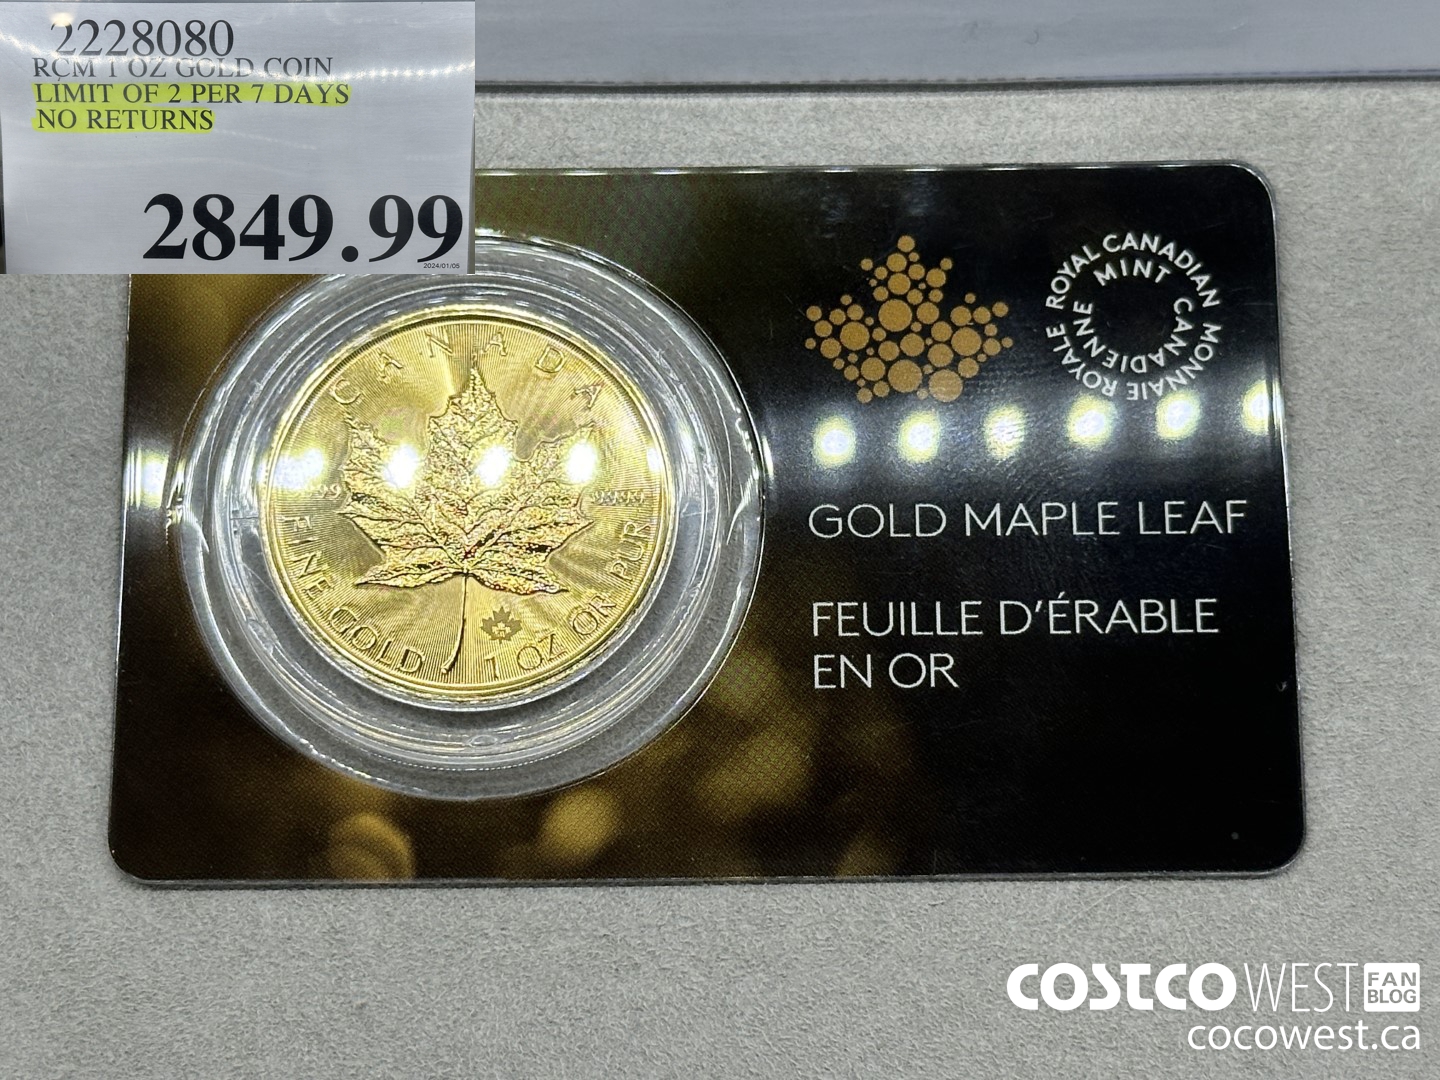 2228080
RCM 1 OZ GOLD COIN
LIMIT OF 2 PER 7 DAYS
NO RETURNS
2849.99
2024/01/05
CANADA
9999
9999
FINE GOLD 1 OZ OR PUR
ROYAL CANADIAN MINT
MONNAIE ROYALE CANADIENNE
GOLD MAPLE LEAF
FEUILLE D'ÉRABLE
EN OR
COSTCO WEST FAN
BLOG
cocowest.ca